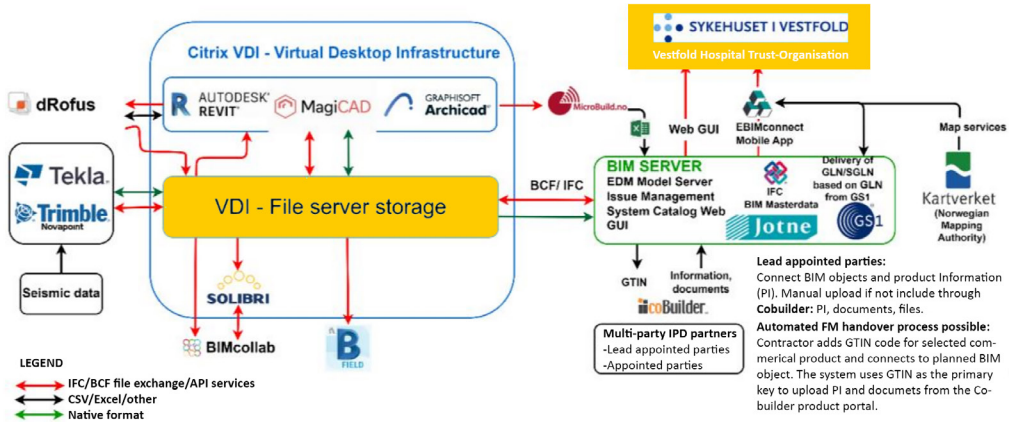 SYKEHUSET I VESTFOLD
Vestfold Hospital Trust-Organisation
Citrix VDI - Virtual Desktop Infrastructure
dRofus
AUTODESK®
REVIT®
MagiCAD
GRAPHISOFT
Archicad
MicroBuild.no
Web GUI
EBIMconnect
Mobile App
Map services
Tekla
Trimble
Novapoint
VDI - File server storage
BCF/ IFC
BIM SERVER
EDM Model Server
Issue Management
System Catalog Web
GUI
IFC
BIM Masterdata
Jotne
Delivery of
GLN/SGLN
based on GLN
from GS1
GS1
Kartverket
(Norwegian
Mapping
Authority)
Seismic data
SOLIBRI
BIMcollab
B
FIELD
GTIN
Information,
documents
coBuilder
Multi-party IPD partners
-Lead appointed parties
-Appointed parties
Lead appointed parties:
Connect BIM objects and product Information
(PI). Manual upload if not include through
Cobuilder: PI, documents, files.
Automated FM handover process possible:
Contractor adds GTIN code for selected com-
merical product and connects to planned BIM
object. The system uses GTIN as the primary
key to upload PI and documets from the Co-
builder product portal.
LEGEND
IFC/BCF file exchange/API services
CSV/Excel/other
Native format